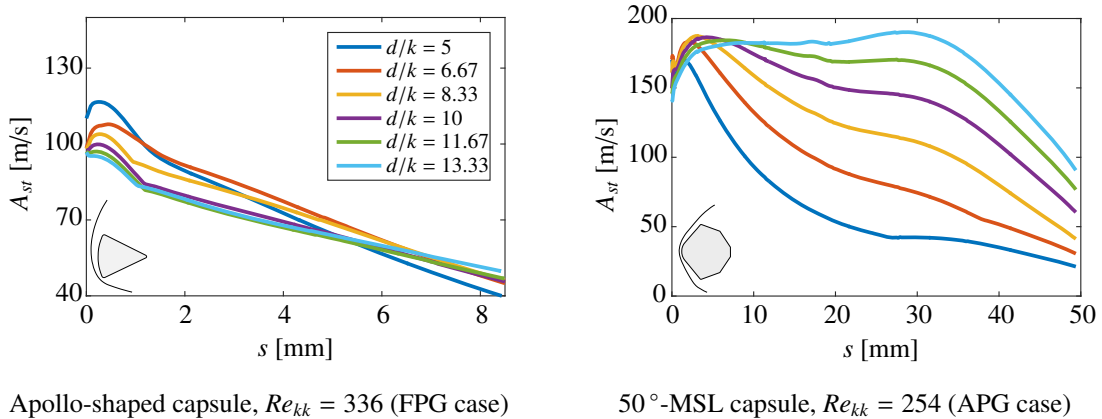 130
100
70
40
A_st [m/s]
0
2
4
6
8
s [mm]
d/k = 5
d/k = 6.67
d/k = 8.33
d/k = 10
d/k = 11.67
d/k = 13.33
Apollo-shaped capsule, Re_kk = 336 (FPG case)
200
150
100
50
0
A_st [m/s]
0
10
20
30
40
50
s [mm]
50°-MSL capsule, Re_kk = 254 (APG case)